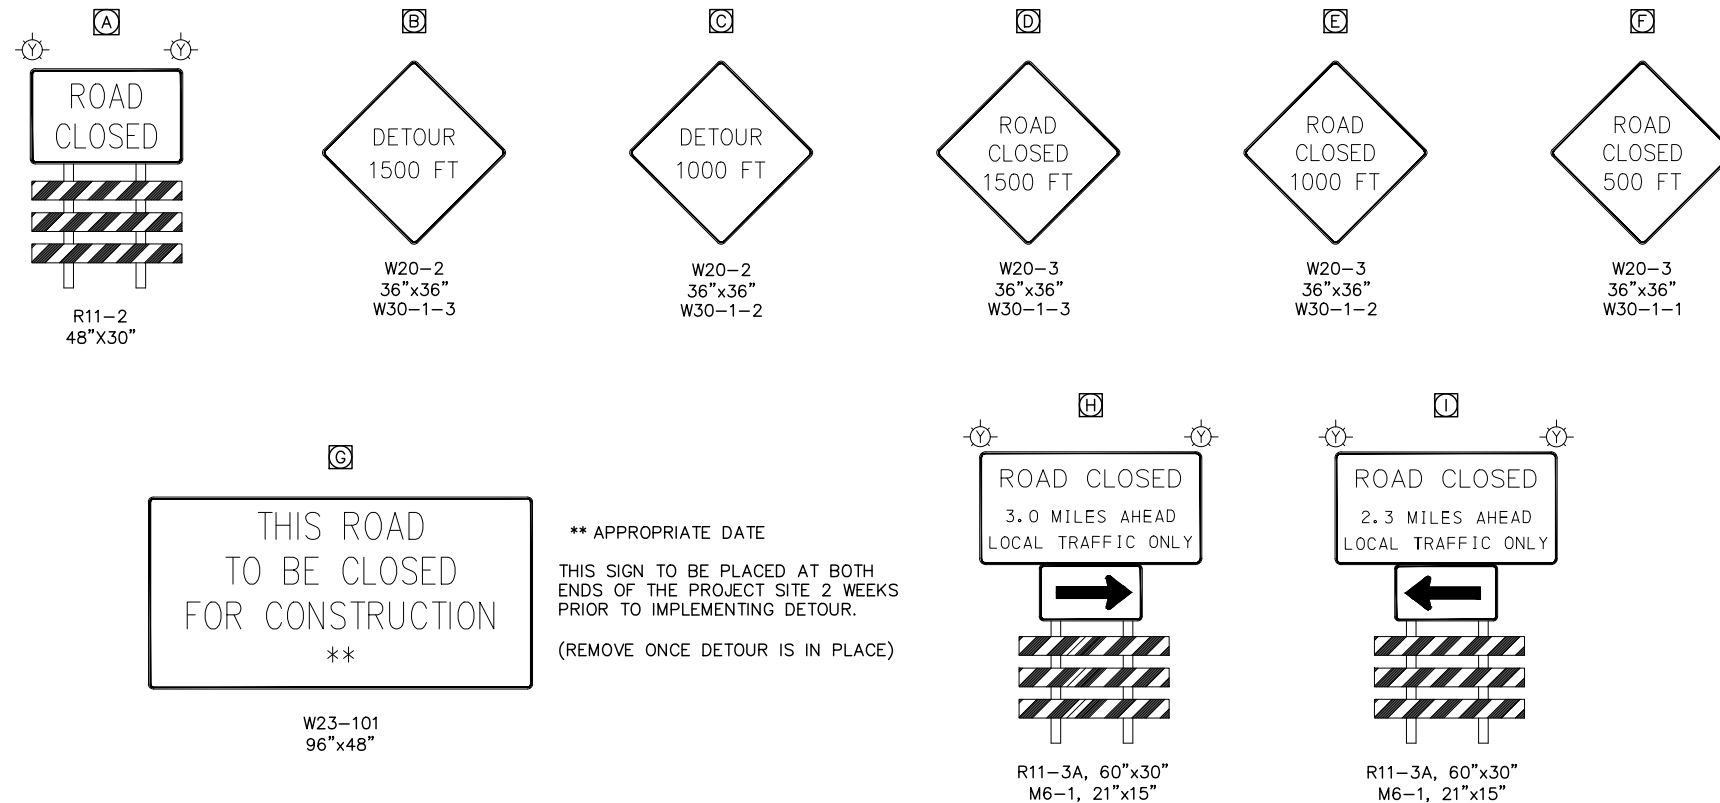 A
Y Y
ROAD
CLOSED
R11-2
48"X30"
B
DETOUR
1500 FT
W20-2
36"x36"
W30-1-3
C
DETOUR
1000 FT
W20-2
36"x36"
W30-1-2
D
ROAD
CLOSED
1500 FT
W20-3
36"x36"
W30-1-3
E
ROAD
CLOSED
1000 FT
W20-3
36"x36"
W30-1-2
F
ROAD
CLOSED
500 FT
W20-3
36"x36"
W30-1-1
G
THIS ROAD
TO BE CLOSED
FOR CONSTRUCTION
**
W23-101
96"x48"
** APPROPRIATE DATE
THIS SIGN TO BE PLACED AT BOTH
ENDS OF THE PROJECT SITE 2 WEEKS
PRIOR TO IMPLEMENTING DETOUR.
(REMOVE ONCE DETOUR IS IN PLACE)
H
Y Y
ROAD CLOSED
3.0 MILES AHEAD
LOCAL TRAFFIC ONLY
R11-3A, 60"x30"
M6-1, 21"x15"
I
Y Y
ROAD CLOSED
2.3 MILES AHEAD
LOCAL TRAFFIC ONLY
R11-3A, 60"x30"
M6-1, 21"x15"